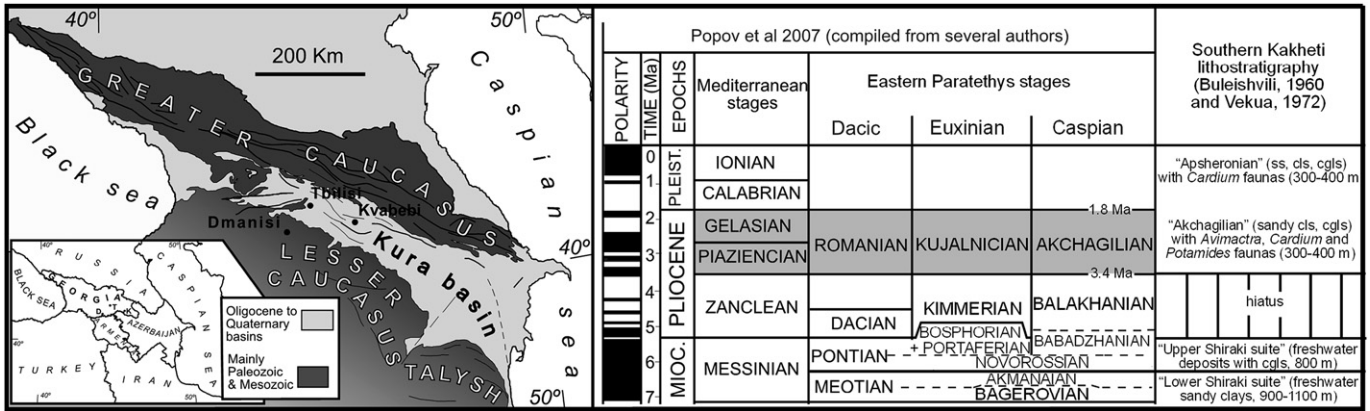 40°
50°
200 Km
GREATER CAUCASUS
Black sea
Caspian
sea
Tbilisi
Kvabebi
Dmanisi
Kura basin
LESSER
CAUCASUS
TALYSH
40°
50°
40°
50°
RUSSIA
CASPIAN SEA
BLACK SEA
GEORGIA
AZERBAIJAN
40°
40°
TURKEY
IRAN
50°
Oligocene to
Quaternary
basins
Mainly
Paleozoic
& Mesozoic
POLARITY
TIME (Ma)
EPOCHS
Popov et al 2007 (compiled from several authors)
Mediterranean
stages
Eastern Paratethys stages
Dacic
Euxinian
Caspian
Southern Kakheti
lithostratigraphy
(Buleishvili, 1960
and Vekua, 1972)
0
1
2
3
4
5
6
7
PLEIST.
PLIOCENE
MIOC.
IONIAN
CALABRIAN
GELASIAN
PIAZIENCIAN
ZANCLEAN
MESSINIAN
ROMANIAN
DACIAN
PONTIAN
MEOTIAN
KUJALNICIAN
KIMMERIAN
BOSPHORIAN
+ PORTAFERIAN
NOVOROSSIAN
AKMANAIAN
BAGEROVIAN
1.8 Ma
AKCHAGILIAN
3.4 Ma
BALAKHANIAN
BABADZHANIAN
“Apsheronian” (ss, cls, cgls)
with Cardium faunas (300-400 m)
“Akchagilian” (sandy cls, cgls)
with Avimactra, Cardium and
Potamides faunas (300-400 m)
hiatus
“Upper Shiraki suite” (freshwater
deposits with cgls, 800 m)
“Lower Shiraki suite” (freshwater
sandy clays, 900-1100 m)